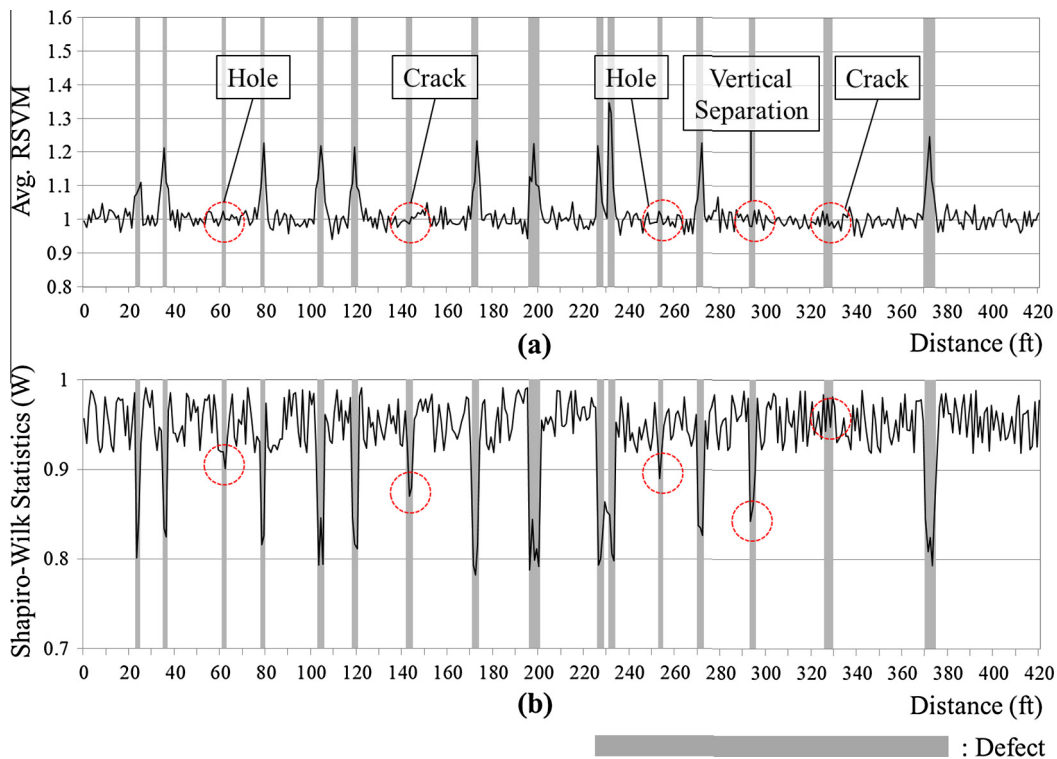 1.6
1.5
1.4
1.3
1.2
1.1
1
0.9
0.8
Avg. RSVM
Hole
Crack
Hole
Vertical
Separation
Crack
0 20 40 60 80 100 120 140 160 180 200 220 240 260 280 300 320 340 360 380 400 420
(a)
Distance (ft)
1
0.9
0.8
0.7
Shapiro-Wilk Statistics (W)
0 20 40 60 80 100 120 140 160 180 200 220 240 260 280 300 320 340 360 380 400 420
(b)
Distance (ft)
: Defect